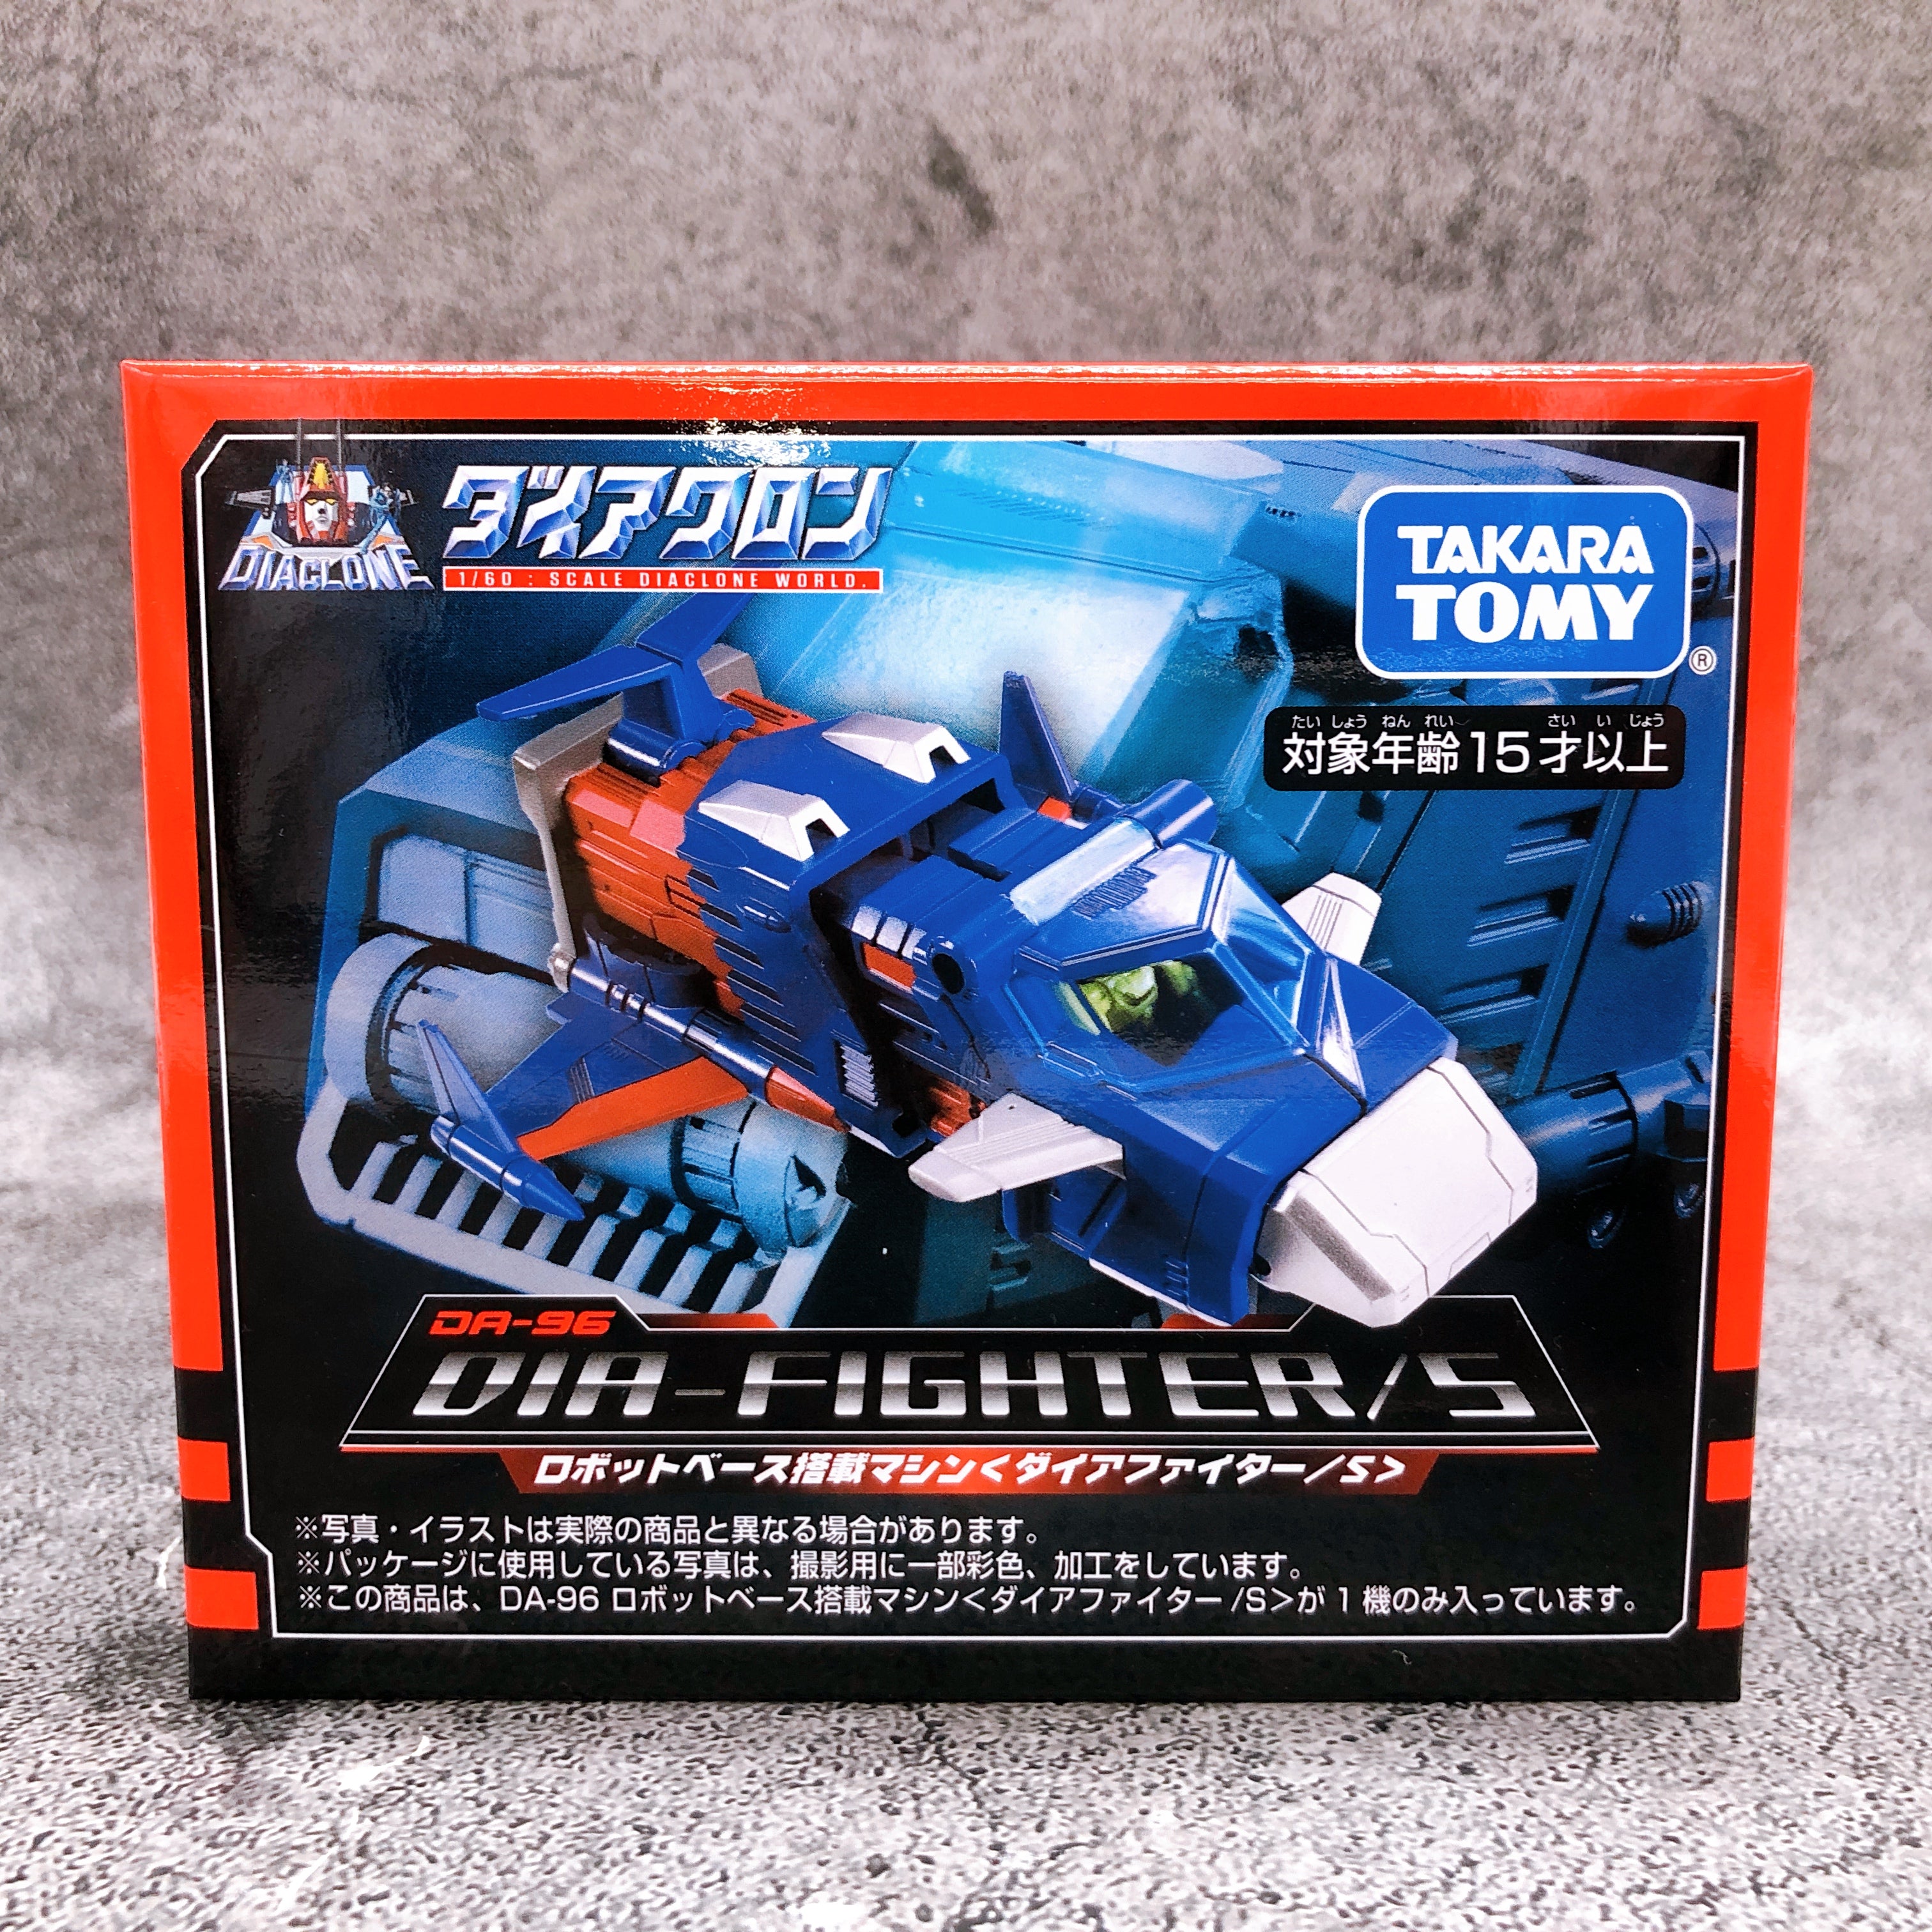 DIACLONE
ダイアクロン
1/60 : SCALE DIACLONE WORLD.
TAKARA
TOMY
®
たいしょうねんれい さいいじょう
対象年齢15才以上
DA-96
DIA-FIGHTER/S
ロボットベース搭載マシン<ダイアファイター/S>
※写真・イラストは実際の商品と異なる場合があります。
※パッケージに使用している写真は、撮影用に一部彩色、加工をしています。
※この商品は、DA-96 ロボットベース搭載マシン<ダイアファイター/S>が1機のみ入っています。